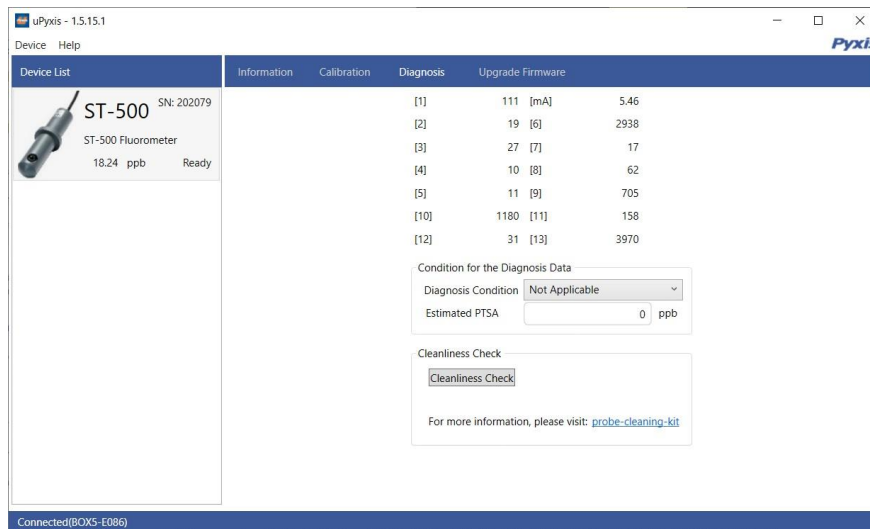 uPyxis - 1.5.15.1
Device Help
Pyxis
Device List
Information Calibration Diagnosis Upgrade Firmware
ST-500 SN: 202079
ST-500 Fluorometer
18.24 ppb Ready
[1] 111 [mA] 5.46
[2] 19 [6] 2938
[3] 27 [7] 17
[4] 10 [8] 62
[5] 11 [9] 705
[10] 1180 [11] 158
[12] 31 [13] 3970
Condition for the Diagnosis Data
Diagnosis Condition Not Applicable
Estimated PTSA 0 ppb
Cleanliness Check
Cleanliness Check
For more information, please visit: probe-cleaning-kit
Connected(BOX5-E086)